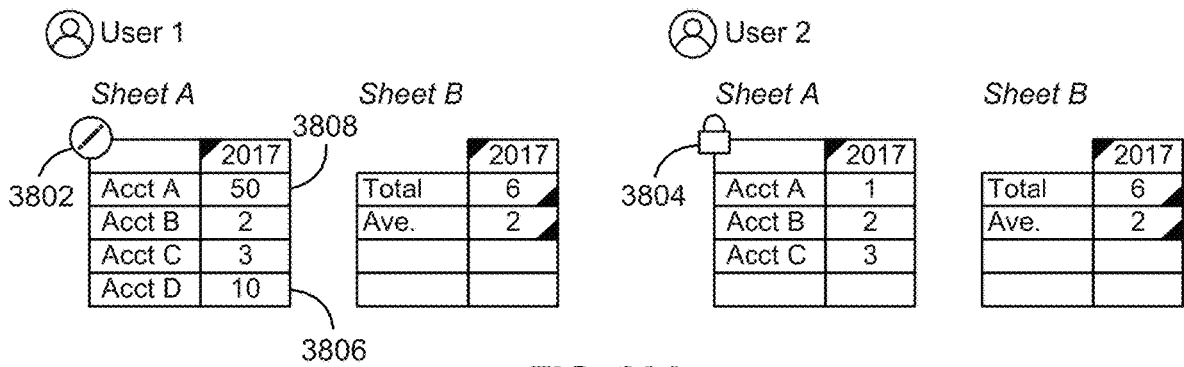 User 1 User 2
Sheet A Sheet B Sheet A Sheet B
3808
2017 2017 2017 2017
3802 Acct A 50 Total 6 3804 Acct A 1 Total 6
Acct B 2 Ave. 2 Acct B 2 Ave. 2
Acct C 3 Acct C 3
Acct D 10
3806